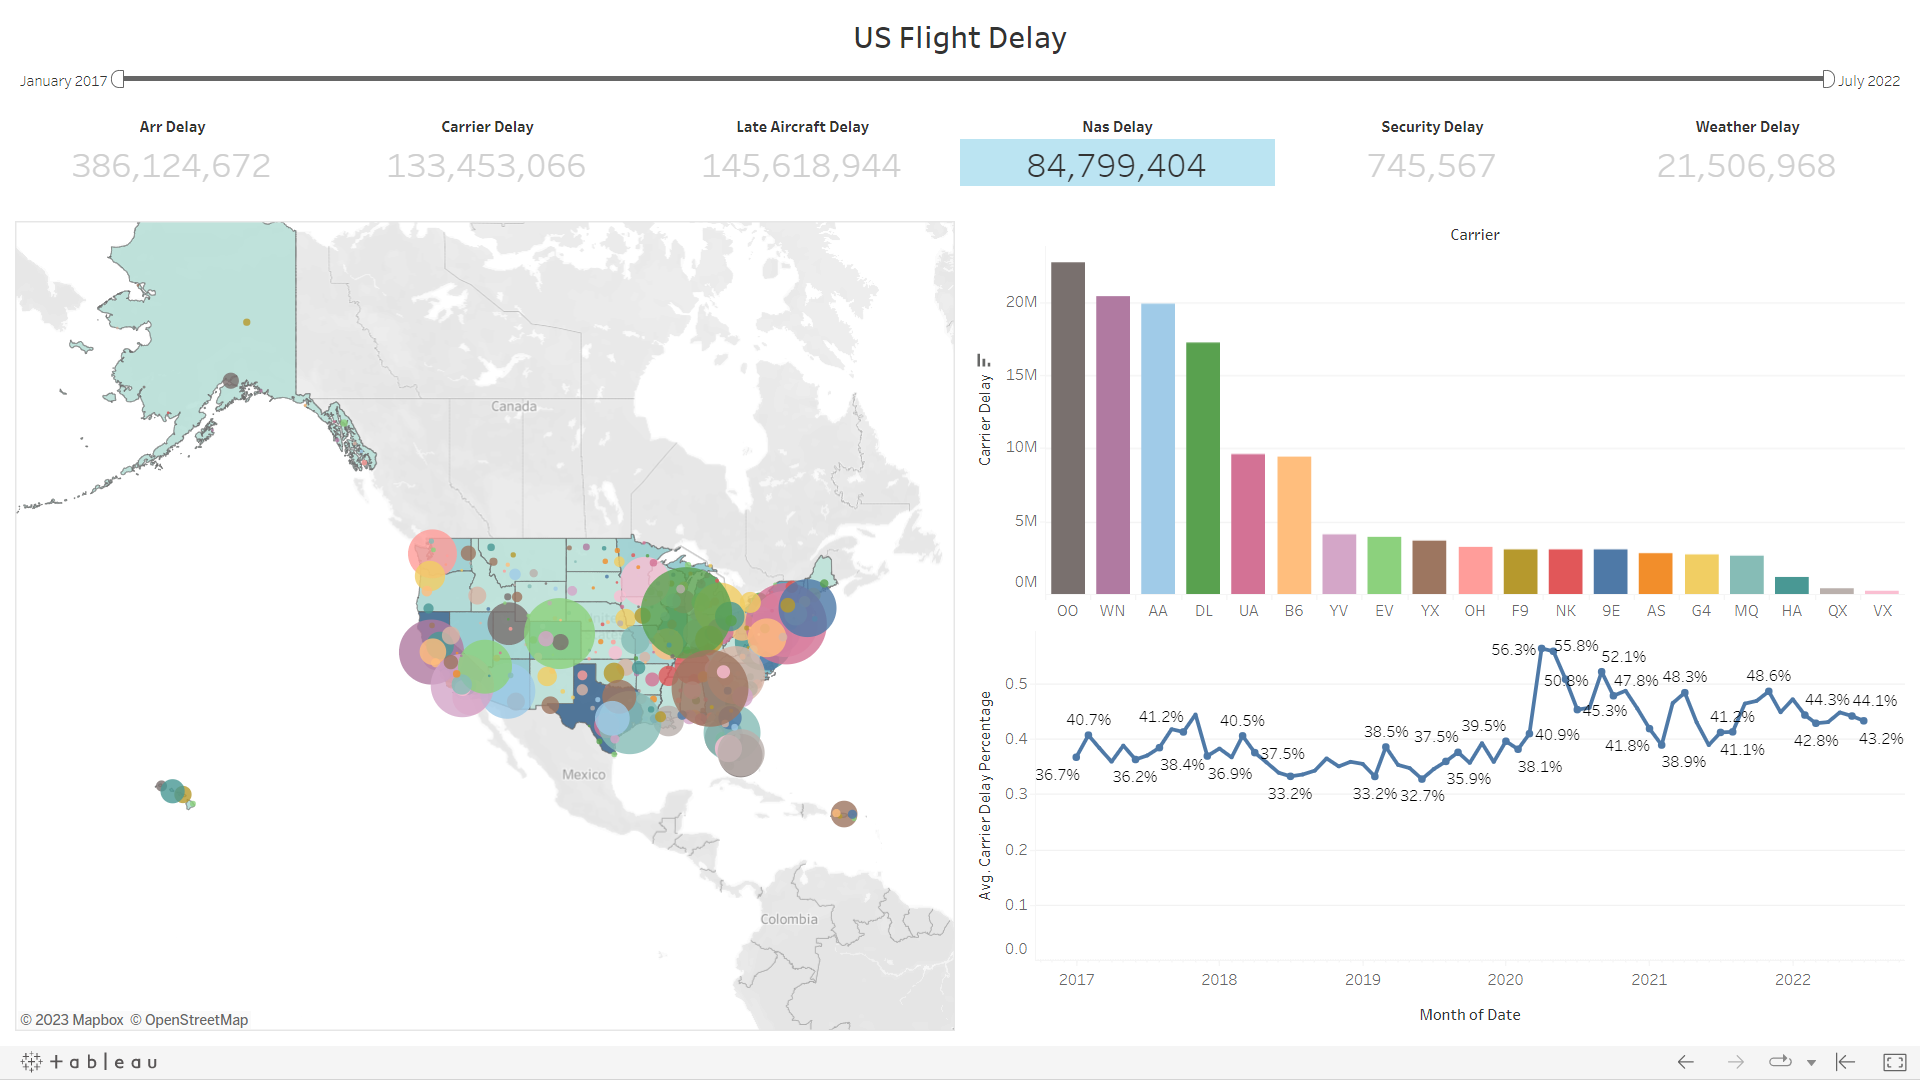 US Flight Delay
January 2017
July 2022
Arr Delay
Carrier Delay
Late Aircraft Delay
Nas Delay
Security Delay
Weather Delay
386,124,672
133,453,066
145,618,944
84,799,404
745,567
21,506,968
Canada
Mexico
Colombia
© 2023 Mapbox © OpenStreetMap
Carrier
Carrier Delay
20M
15M
10M
5M
0M
OO WN AA DL UA B6 YV EV YX OH F9 NK 9E AS G4 MQ HA QX VX
Avg. Carrier Delay Percentage
0.5
0.4
0.3
0.2
0.1
0.0
36.7%
40.7%
36.2%
41.2%
38.4%
36.9%
40.5%
37.5%
33.2%
33.2%
38.5%
32.7%
37.5%
35.9%
39.5%
38.1%
40.9%
56.3%
55.8%
50.8%
45.3%
52.1%
47.8%
41.8%
38.9%
48.3%
41.2%
41.1%
48.6%
42.8%
44.3%
44.1%
43.2%
2017 2018 2019 2020 2021 2022
Month of Date
+ableau